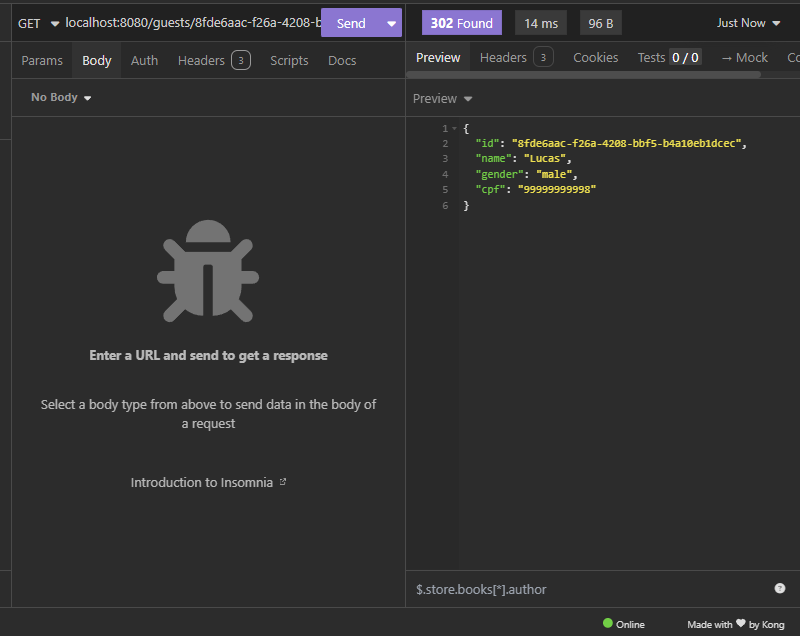 GET localhost:8080/guests/8fde6aac-f26a-4208-b Send
302 Found 14 ms 96 B Just Now
Params Body Auth Headers 3 Scripts Docs
Preview Headers 3 Cookies Tests 0 / 0 → Mock Co
No Body
Preview
1 {
2 "id": "8fde6aac-f26a-4208-bbf5-b4a10eb1dcec",
3 "name": "Lucas",
4 "gender": "male",
5 "cpf": "99999999998"
6 }
Enter a URL and send to get a response
Select a body type from above to send data in the body of
a request
Introduction to Insomnia
$.store.books[*].author ?
Online Made with ❤ by Kong